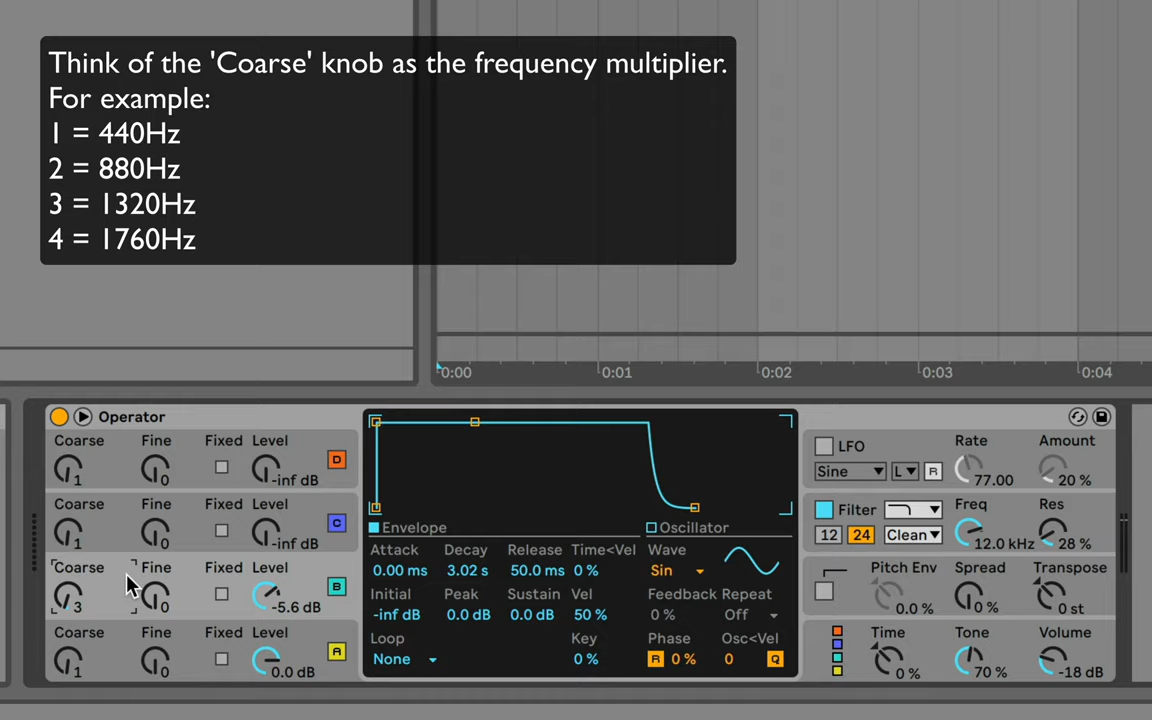 Think of the 'Coarse' knob as the frequency multiplier.
For example:
1 = 440Hz
2 = 880Hz
3 = 1320Hz
4 = 1760Hz
0:00 0:01 0:02 0:03 0:04
Operator
Coarse Fine Fixed Level
1 0 -inf dB D
Coarse Fine Fixed Level
1 0 -inf dB C
Coarse Fine Fixed Level
3 0 -5.6 dB B
Coarse Fine Fixed Level
1 0 0.0 dB A
Envelope Oscillator
Attack Decay Release Time<Vel Wave
0.00 ms 3.02 s 50.0 ms 0 % Sin
Initial Peak Sustain Vel Feedback Repeat
-inf dB 0.0 dB 0.0 dB 50 % 0 % Off
Loop Key Phase Osc<Vel
None 0 % R 0 % 0 Q
LFO Rate Amount
Sine L R 77.00 20 %
Filter Freq Res
12 24 Clean 12.0 kHz 28 %
Pitch Env Spread Transpose
0.0 % 0 % 0 st
Time Tone Volume
0 % 70 % -18 dB